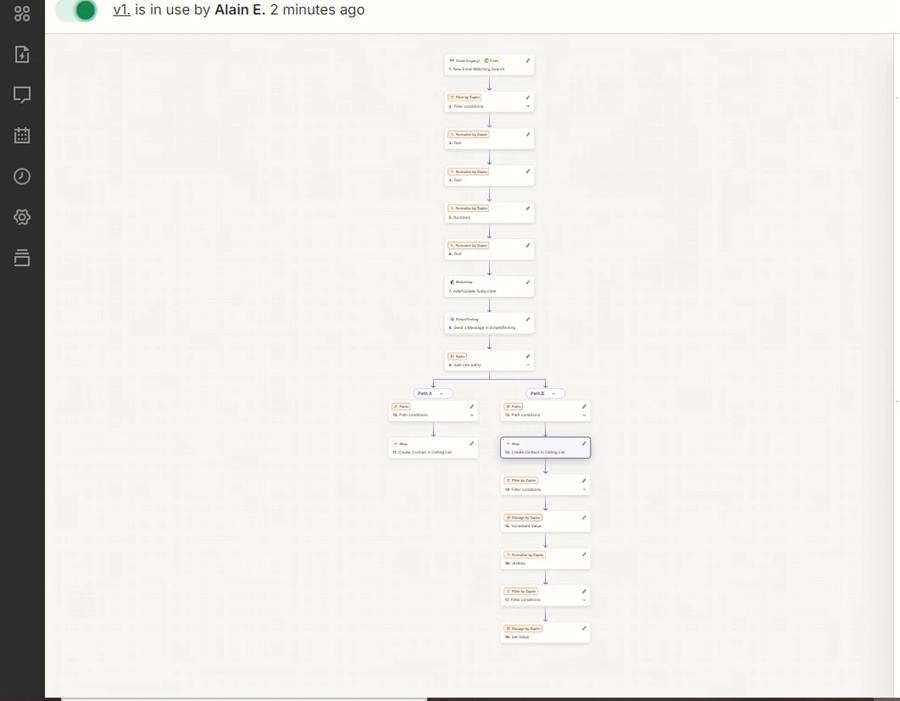 v1. is in use by Alain E. 2 minutes ago
1. New Email Matching Search
Filter by Zapier
2. Filter conditions
Formatter by Zapier
3. Text
Formatter by Zapier
4. Text
Formatter by Zapier
5. Numbers
Formatter by Zapier
6. Text
Mailchimp
7. Add/Update Subscriber
SimpleTexting
8. Send a Message in SimpleTexting
Paths
9. Split into paths
Path A
Path B
Paths
10. Path conditions
Paths
Path conditions
11. Create Contact in Calling List
Create Contact in Calling List
Filter by Zapier
14. Filter conditions
Storage by Zapier
15. Increment Value
Formatter by Zapier
16. Utilities
Filter by Zapier
17. Filter conditions
Storage by Zapier
18. Set Value